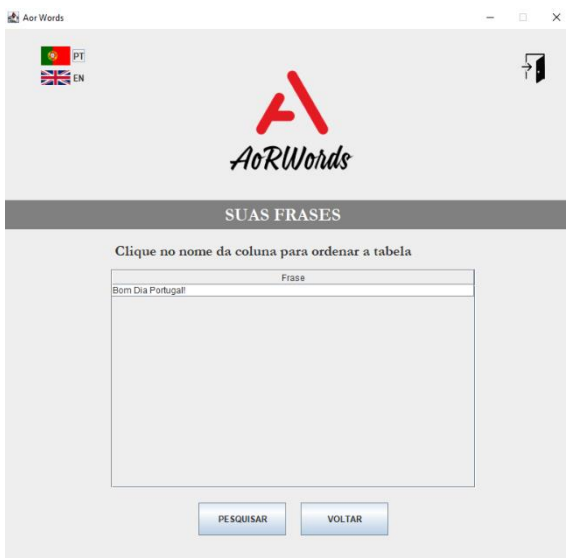 Aor Words
PT
EN
AoRWords
SUAS FRASES
Clique no nome da coluna para ordenar a tabela
Frase
Bom Dia Portugal!
PESQUISAR
VOLTAR